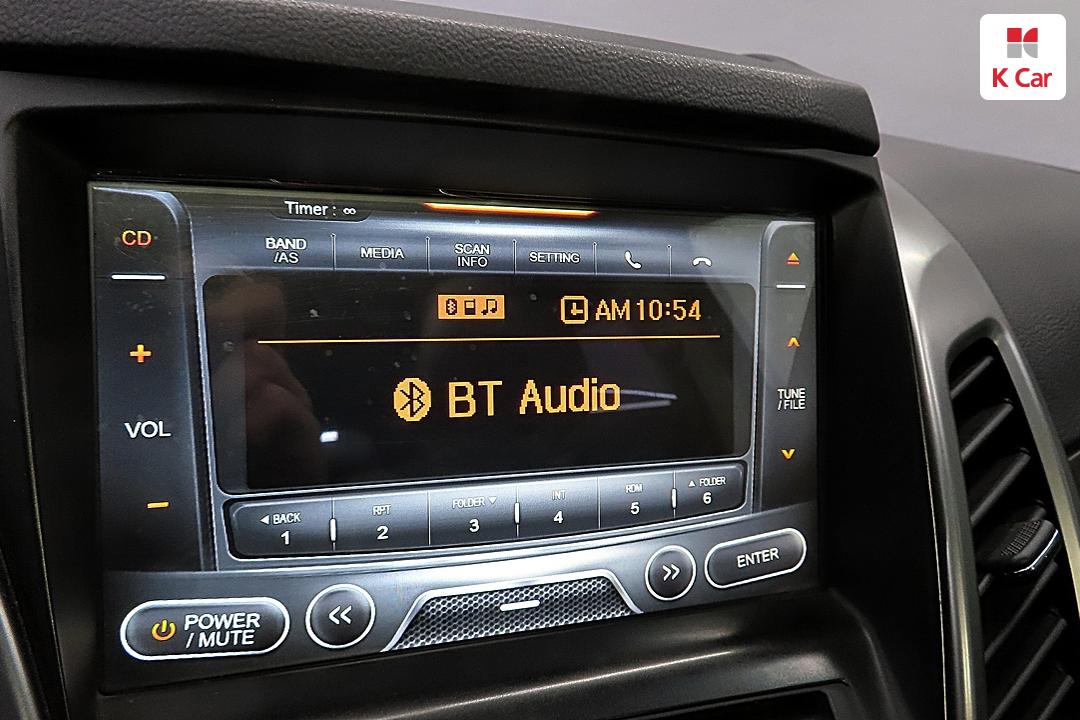 K Car
Timer : ∞
CD
BAND
/AS
MEDIA
SCAN
INFO
SETTING
AM 10:54
BT Audio
+
VOL
−
TUNE
/FILE
◀ BACK
1
RPT
2
FOLDER ▼
3
INT
4
RDM
5
▲ FOLDER
6
POWER
/ MUTE
<<
>>
ENTER